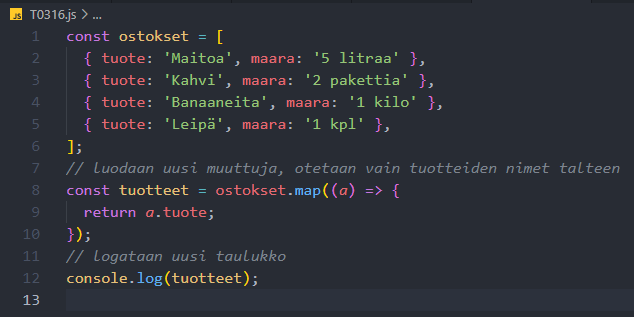 JS T0316.js > ...
1 const ostokset = [
2   { tuote: 'Maitoa', maara: '5 litraa' },
3   { tuote: 'Kahvi', maara: '2 pakettia' },
4   { tuote: 'Banaaneita', maara: '1 kilo' },
5   { tuote: 'Leipä', maara: '1 kpl' },
6 ];
7 // luodaan uusi muuttuja, otetaan vain tuotteiden nimet talteen
8 const tuotteet = ostokset.map((a) => {
9   return a.tuote;
10 });
11 // logataan uusi taulukko
12 console.log(tuotteet);
13